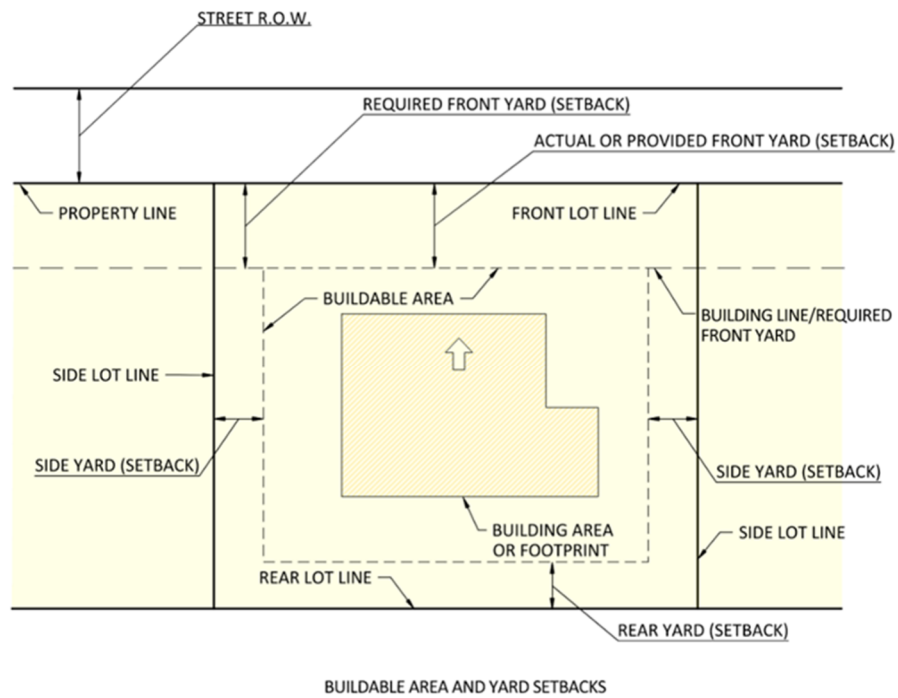 STREET R.O.W.
REQUIRED FRONT YARD (SETBACK)
ACTUAL OR PROVIDED FRONT YARD (SETBACK)
PROPERTY LINE
FRONT LOT LINE
BUILDABLE AREA
BUILDING LINE/REQUIRED
FRONT YARD
SIDE LOT LINE
SIDE YARD (SETBACK)
SIDE YARD (SETBACK)
BUILDING AREA
OR FOOTPRINT
SIDE LOT LINE
REAR LOT LINE
REAR YARD (SETBACK)
BUILDABLE AREA AND YARD SETBACKS